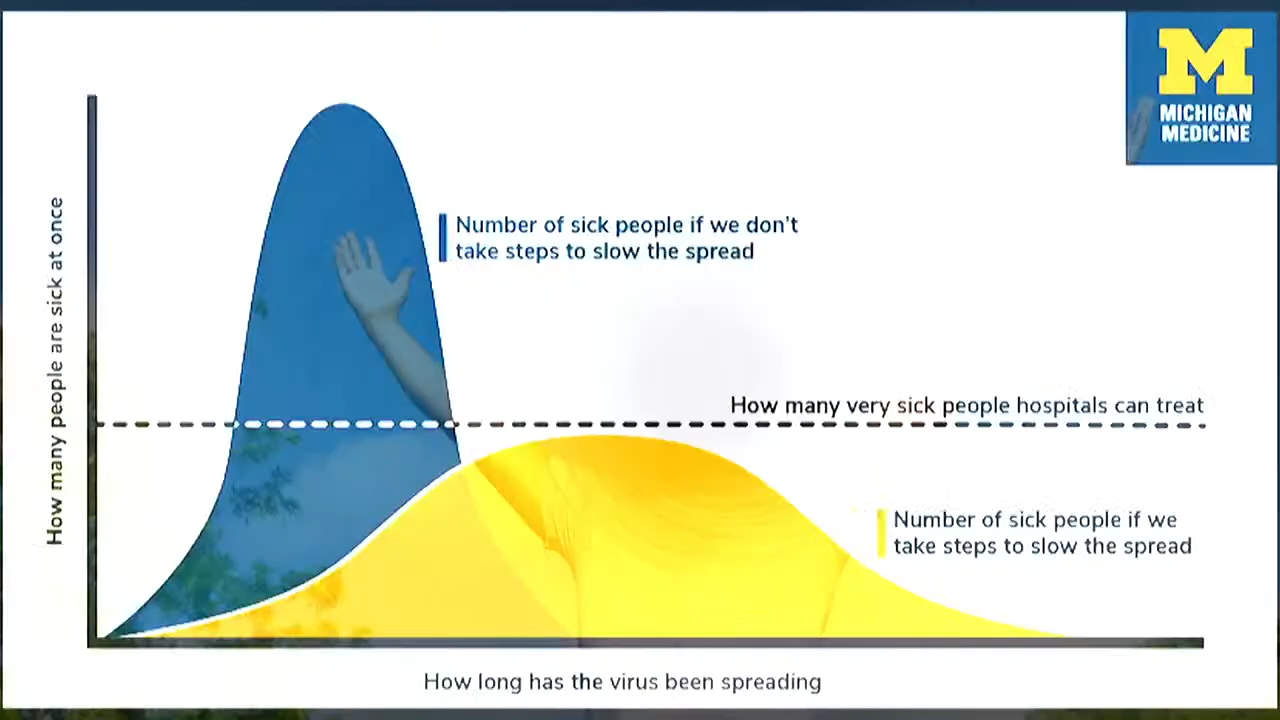 M
MICHIGAN
MEDICINE
How many people are sick at once
Number of sick people if we don't
take steps to slow the spread
How many very sick people hospitals can treat
Number of sick people if we
take steps to slow the spread
How long has the virus been spreading